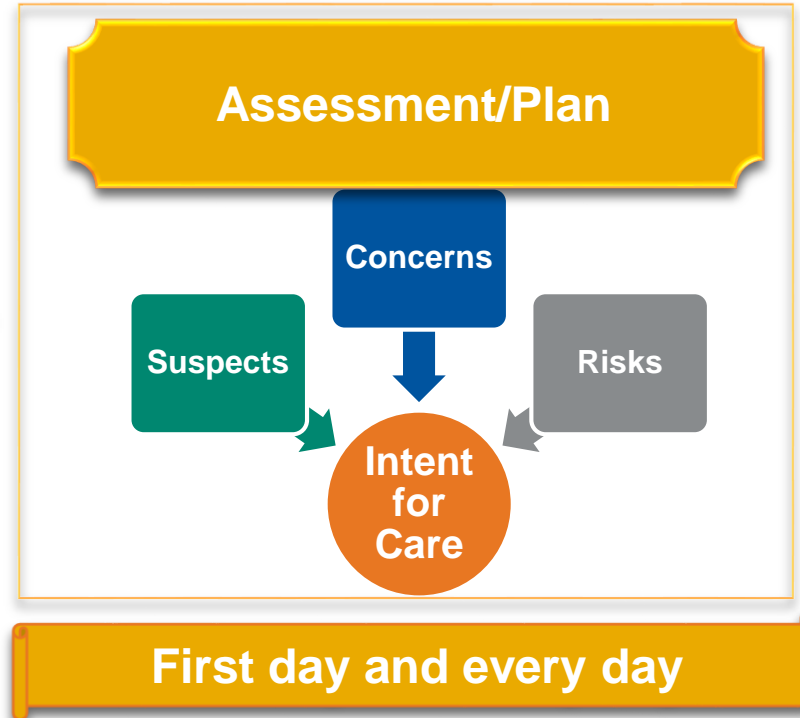 Assessment/Plan
Concerns
Suspects
Risks
Intent
for
Care
First day and every day